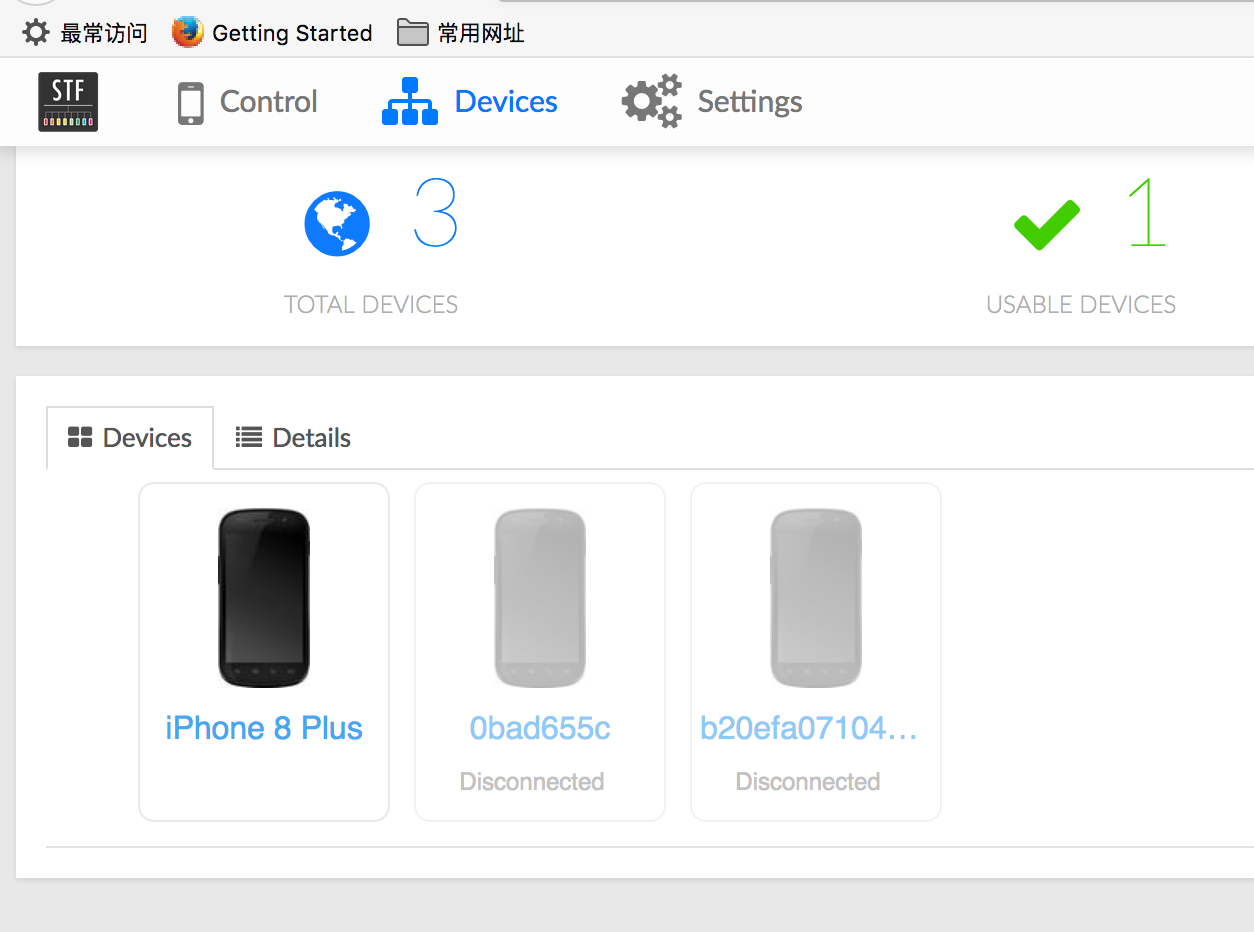 最常访问 Getting Started 常用网址
STF Control Devices Settings
3 1
TOTAL DEVICES USABLE DEVICES
Devices Details
iPhone 8 Plus 0bad655c b20efa07104...
Disconnected Disconnected